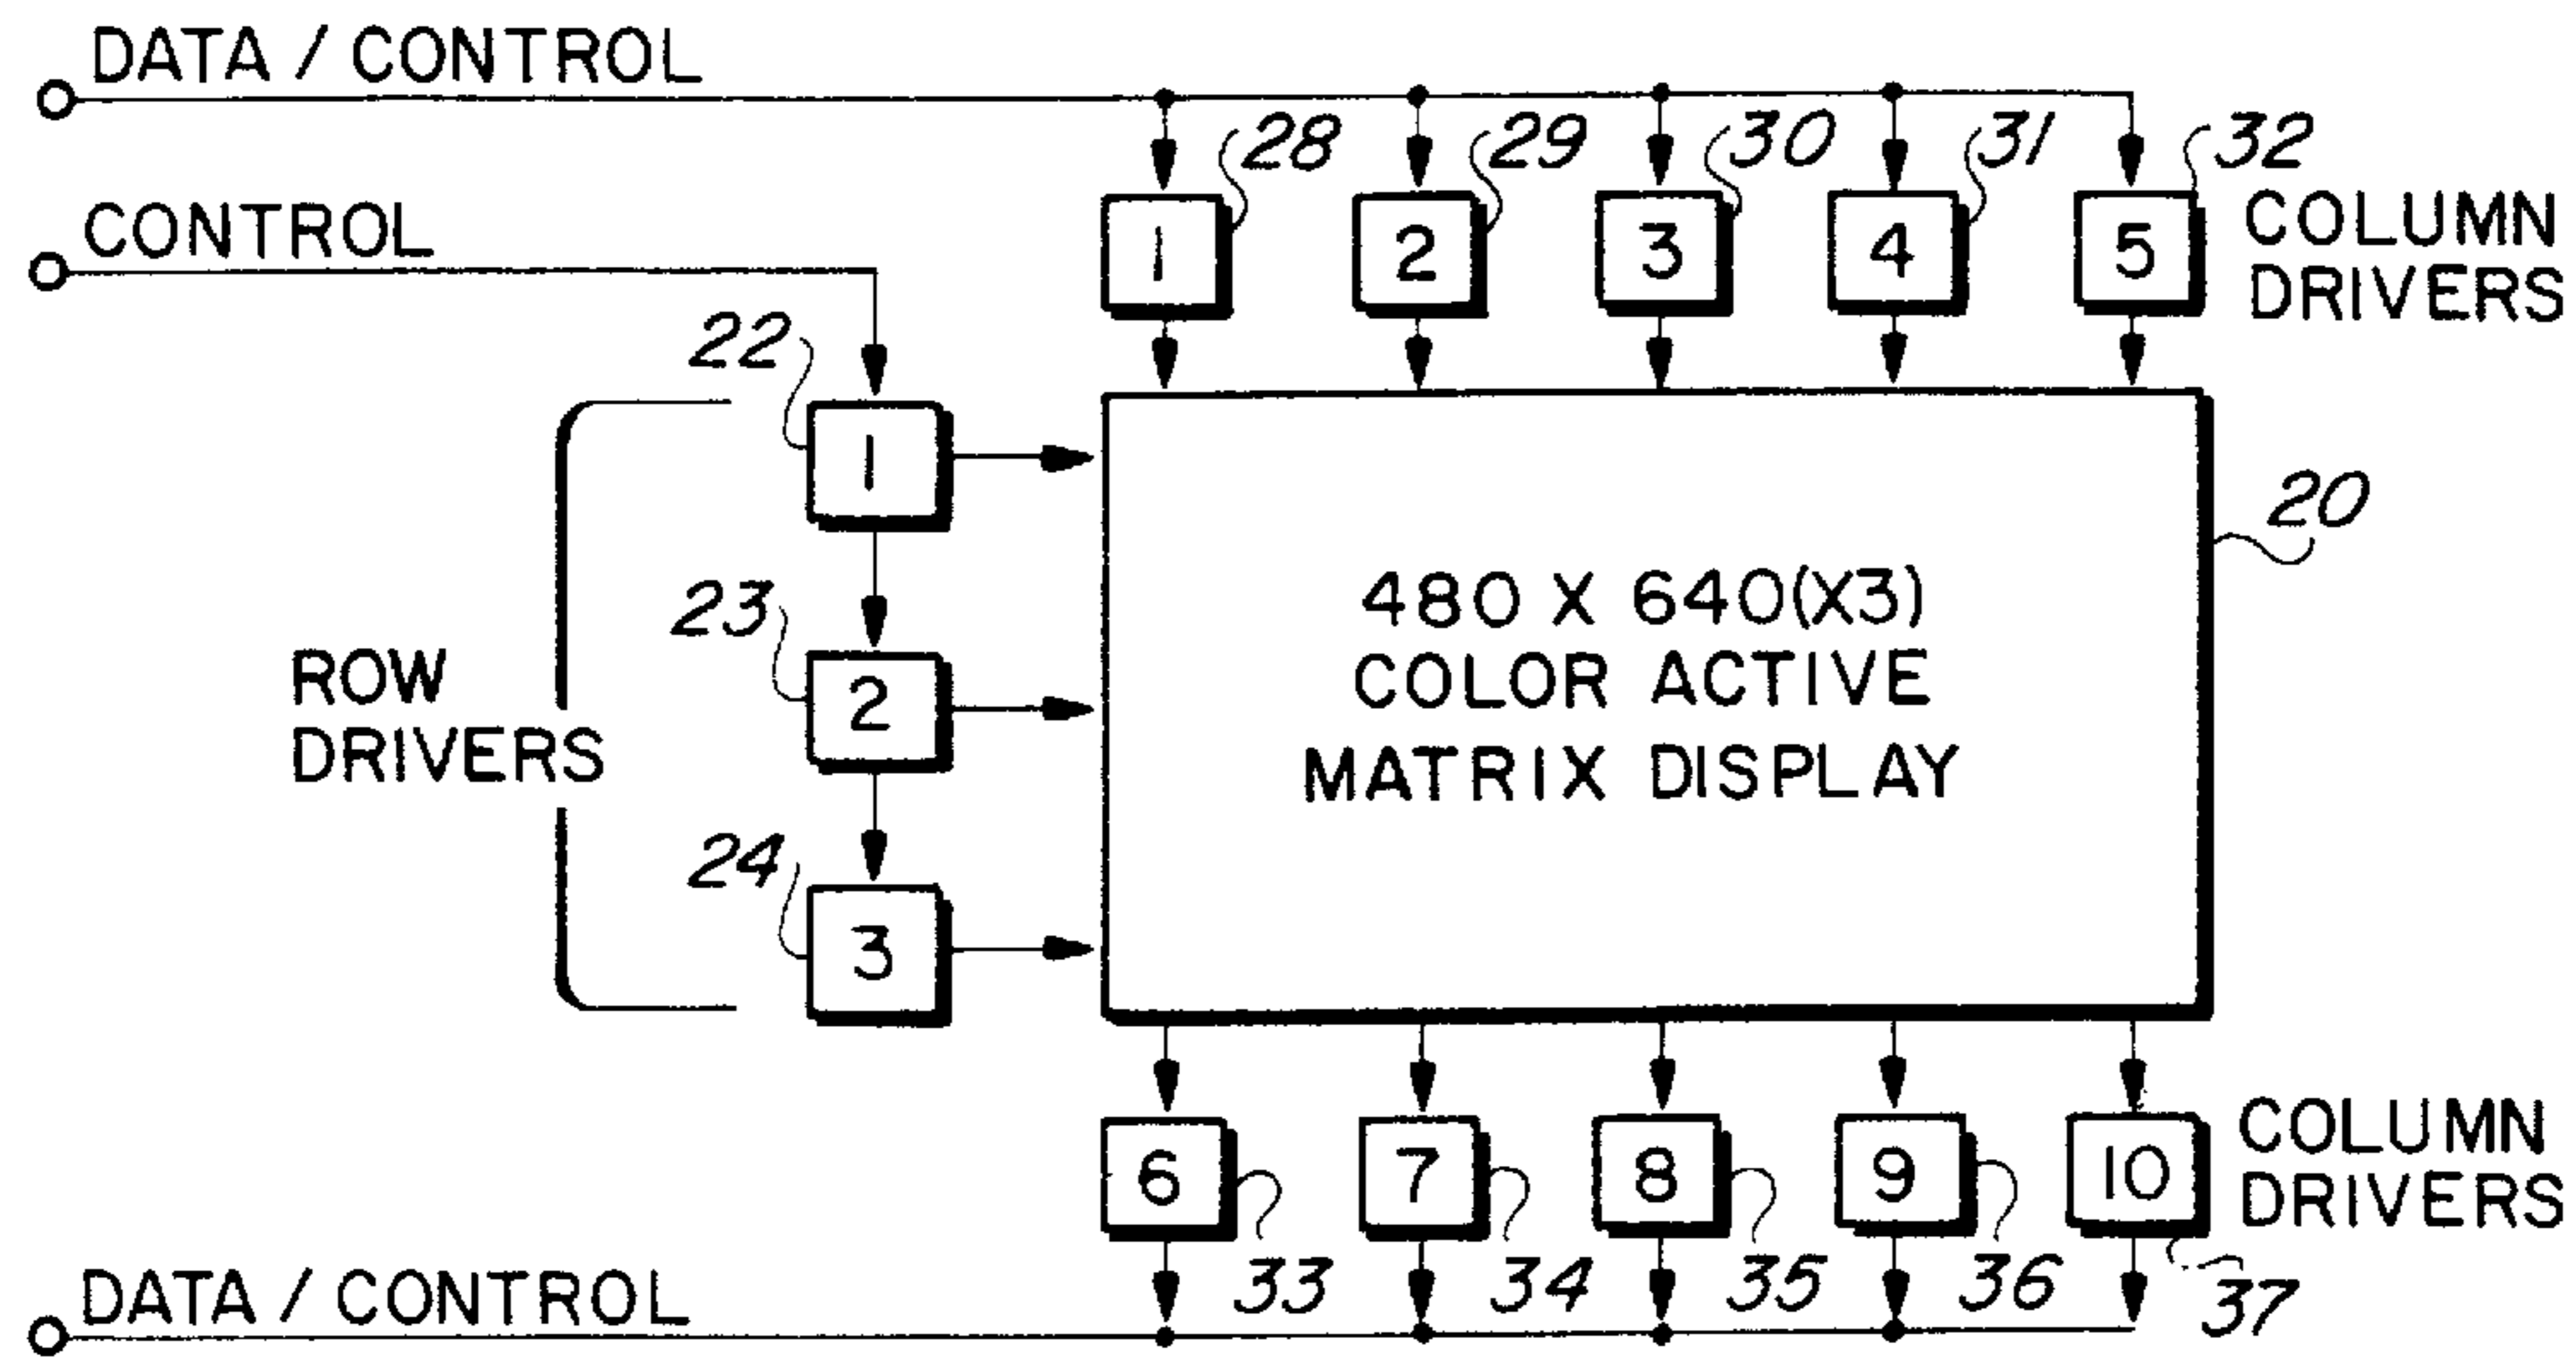 DATA / CONTROL
28 29 30 31 32
CONTROL
1 2 3 4 5
COLUMN
DRIVERS
22
1
20
23
480 X 640(X3)
ROW
DRIVERS
2
COLOR ACTIVE
MATRIX DISPLAY
24
3
6 7 8 9 10
COLUMN
DRIVERS
33 34 35 36 37
DATA / CONTROL